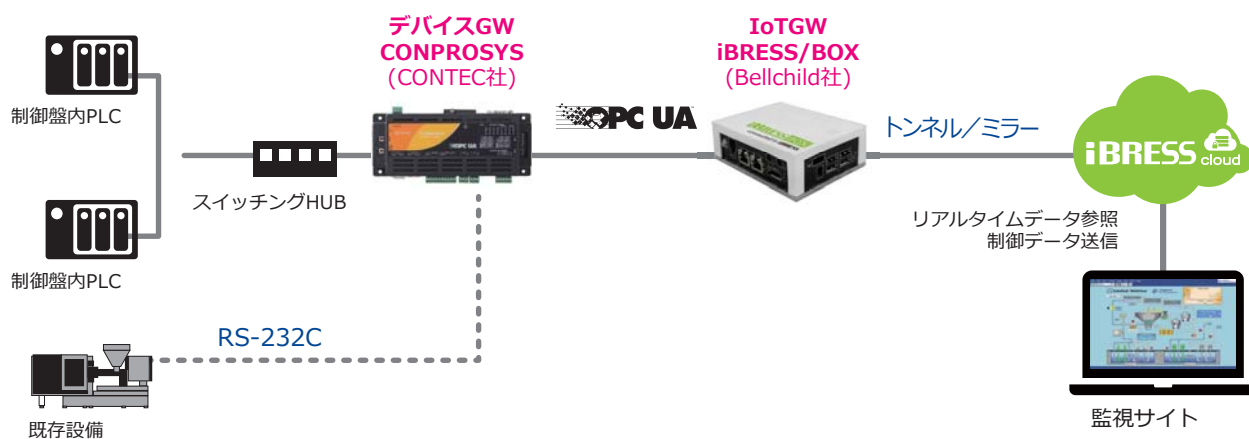 デバイスGW
CONPROSYS
(CONTEC社)
IoTGW
iBRESS/BOX
(Bellchild社)
制御盤内PLC
OPC UA
トンネル／ミラー
iBRESS cloud
スイッチングHUB
リアルタイムデータ参照
制御データ送信
制御盤内PLC
RS-232C
既存設備
監視サイト